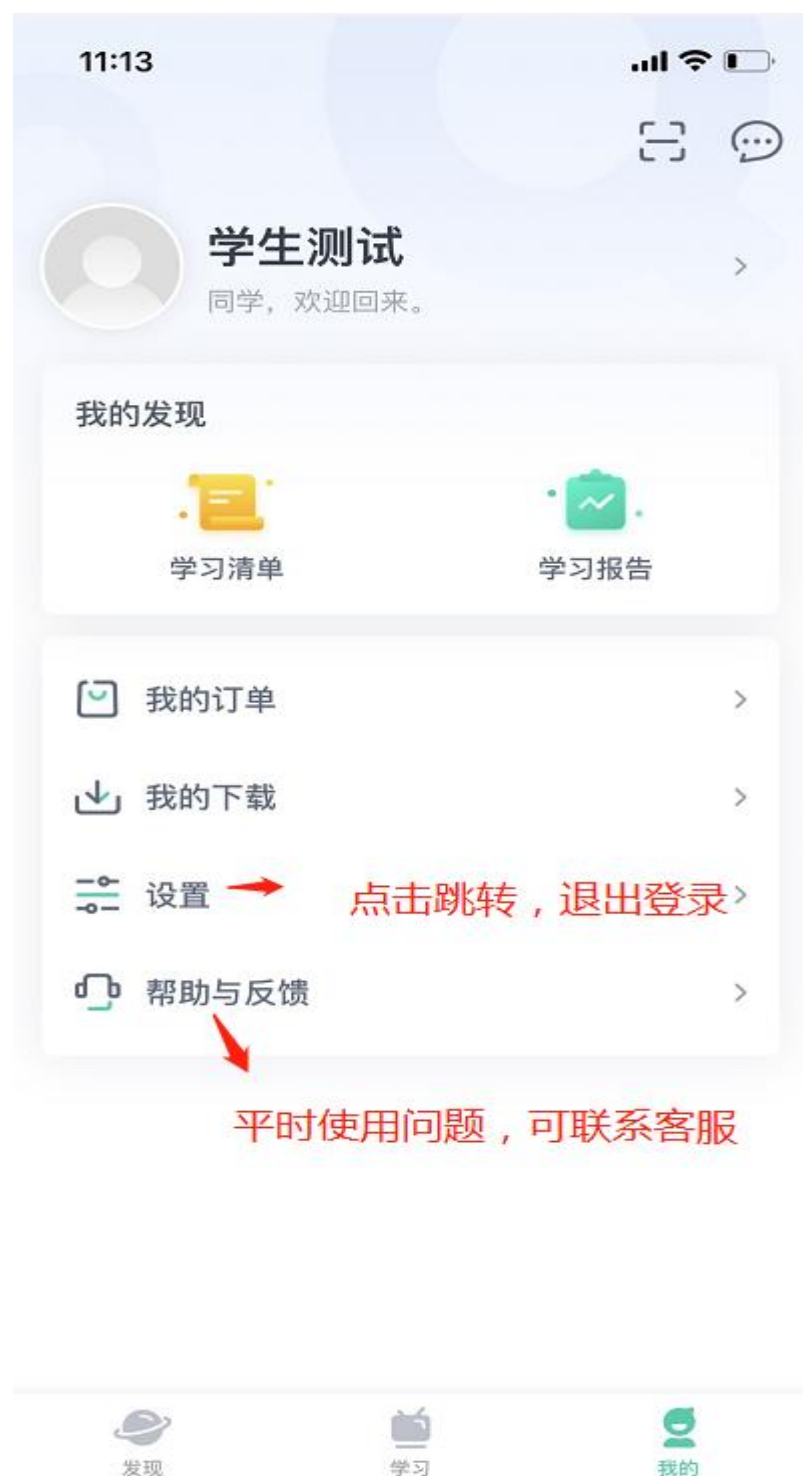 11:13
学生测试
同学，欢迎回来。
我的发现
学习清单 学习报告
我的订单
我的下载
设置 点击跳转，退出登录
帮助与反馈
平时使用问题，可联系客服
发现 学习 我的